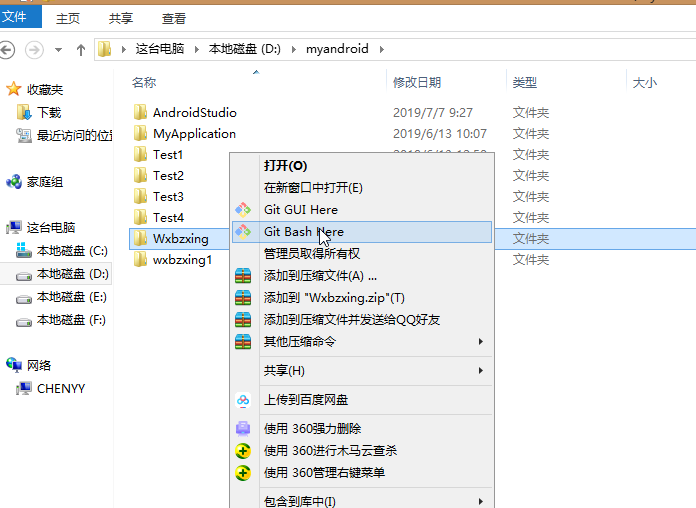 文件 主页 共享 查看
这台电脑 本地磁盘 (D:) myandroid
名称 修改日期 类型 大小
收藏夹
下载
最近访问的位
家庭组
这台电脑
本地磁盘 (C:)
本地磁盘 (D:)
本地磁盘 (E:)
本地磁盘 (F:)
网络
CHENYY
AndroidStudio 2019/7/7 9:27 文件夹
MyApplication 2019/6/13 10:07 文件夹
Test1 文件夹
Test2 文件夹
Test3 文件夹
Test4 文件夹
Wxbzxing 文件夹
wxbzxing1 文件夹
打开(O)
在新窗口中打开(E)
Git GUI Here
Git Bash Here
管理员取得所有权
添加到压缩文件(A) ...
添加到 "Wxbzxing.zip"(T)
添加到压缩文件并发送给QQ好友
其他压缩命令
共享(H)
上传到百度网盘
使用 360强力删除
使用 360进行木马云查杀
使用 360管理右键菜单
包含到库中(I)